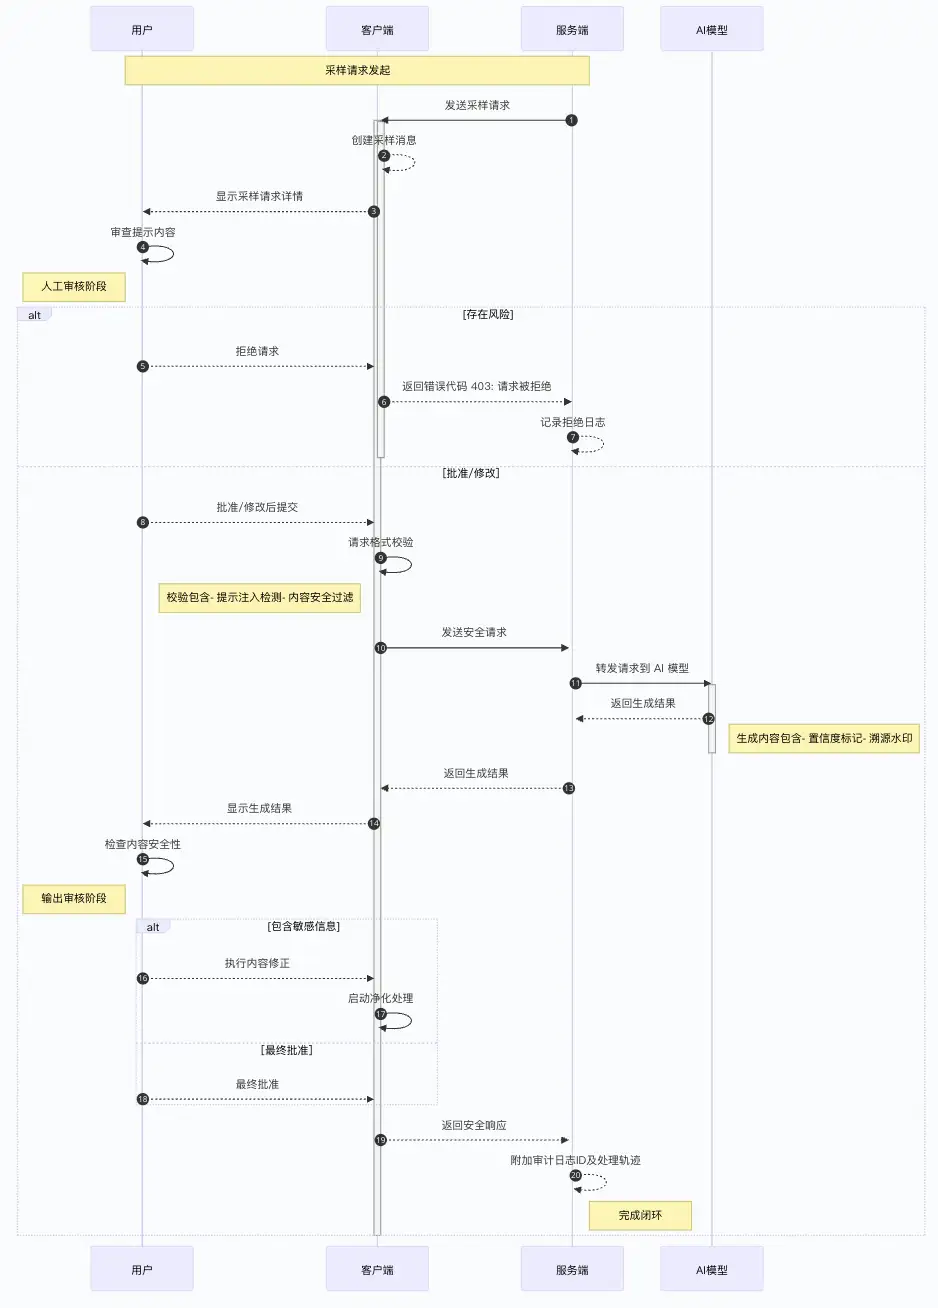 用户
客户端
服务端
AI模型
采样请求发起
发送采样请求
1
创建采样消息
2
显示采样请求详情
3
审查提示内容
4
人工审核阶段
alt
[存在风险]
拒绝请求
5
返回错误代码 403: 请求被拒绝
6
记录拒绝日志
7
[批准/修改]
批准/修改后提交
8
请求格式校验
9
校验包含- 提示注入检测- 内容安全过滤
发送安全请求
10
转发请求到 AI 模型
11
返回生成结果
12
生成内容包含- 置信度标记- 溯源水印
返回生成结果
13
显示生成结果
14
检查内容安全性
15
输出审核阶段
alt
[包含敏感信息]
执行内容修正
16
启动净化处理
17
[最终批准]
最终批准
18
返回安全响应
19
附加审计日志ID及处理轨迹
20
完成闭环
用户
客户端
服务端
AI模型